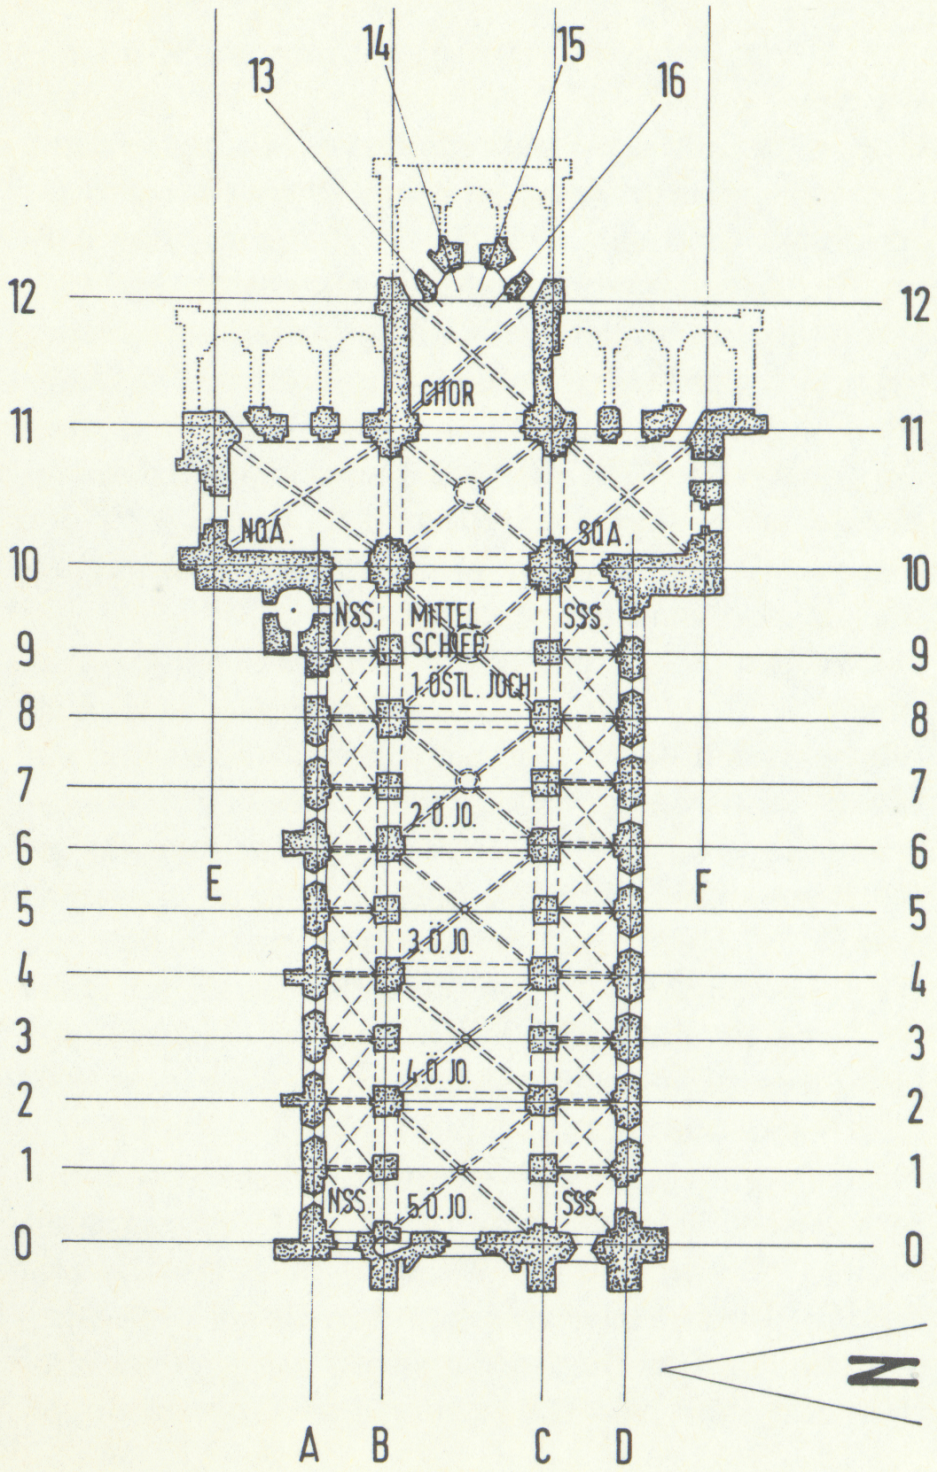 14
15
13
16
12
12
CHOR
11
11
NQA.
SQA.
10
10
NSS.
MITTEL
SCHIFF
SSS.
9
9
1.ÖSTL. JOCH
8
8
7
7
2.Ö.JO.
6
6
E
F
5
5
3.Ö.JO.
4
4
3
3
4.Ö.JO.
2
2
1
1
NSS.
5.Ö.JO.
SSS.
0
0
N
A
B
C
D